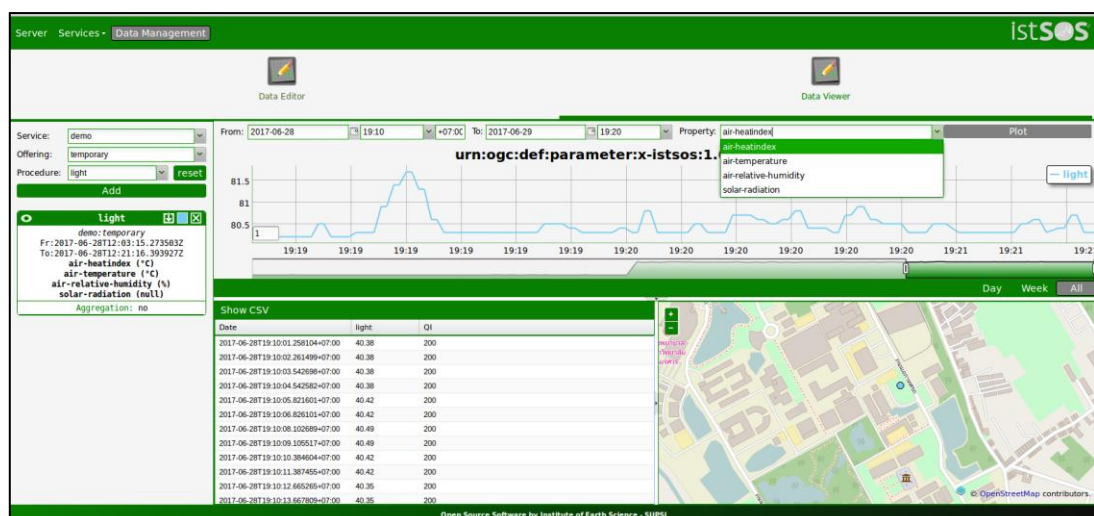 Server Services Data Management
istSOS
Data Editor
Data Viewer
Service: demo
Offering: temporary
Procedure: light reset
Add
light
demo:temporary
Fr:2017-06-28T12:03:15.273503Z
To:2017-06-28T12:21:16.393927Z
air-heatindex (°C)
air-temperature (°C)
air-relative-humidity (%)
solar-radiation (null)
Aggregation: no
From: 2017-06-28 19:10 +07:00 To: 2017-06-29 19:20 Property: air-heatindex Plot
air-heatindex
air-temperature
air-relative-humidity
solar-radiation
urn:ogc:def:parameter:x-istsos:1.
light
81.5
81
80.5
1
19:19 19:19 19:19 19:19 19:19 19:19 19:20 19:20 19:20 19:20 19:20 19:20 19:20 19:21 19:21 19:2
Day Week All
Show CSV
Date light QI
2017-06-28T19:10:01.258104+07:00 40.38 200
2017-06-28T19:10:02.261499+07:00 40.38 200
2017-06-28T19:10:03.542698+07:00 40.38 200
2017-06-28T19:10:04.542582+07:00 40.38 200
2017-06-28T19:10:05.821601+07:00 40.42 200
2017-06-28T19:10:06.826101+07:00 40.42 200
2017-06-28T19:10:08.102698+07:00 40.49 200
2017-06-28T19:10:09.105517+07:00 40.49 200
2017-06-28T19:10:10.384604+07:00 40.42 200
2017-06-28T19:10:11.387455+07:00 40.42 200
2017-06-28T19:10:12.665265+07:00 40.35 200
2017-06-28T19:10:13.667809+07:00 40.35 200
+
-
© OpenStreetMap contributors.
Open Source Software by Institute of Earth Science - SUPSI